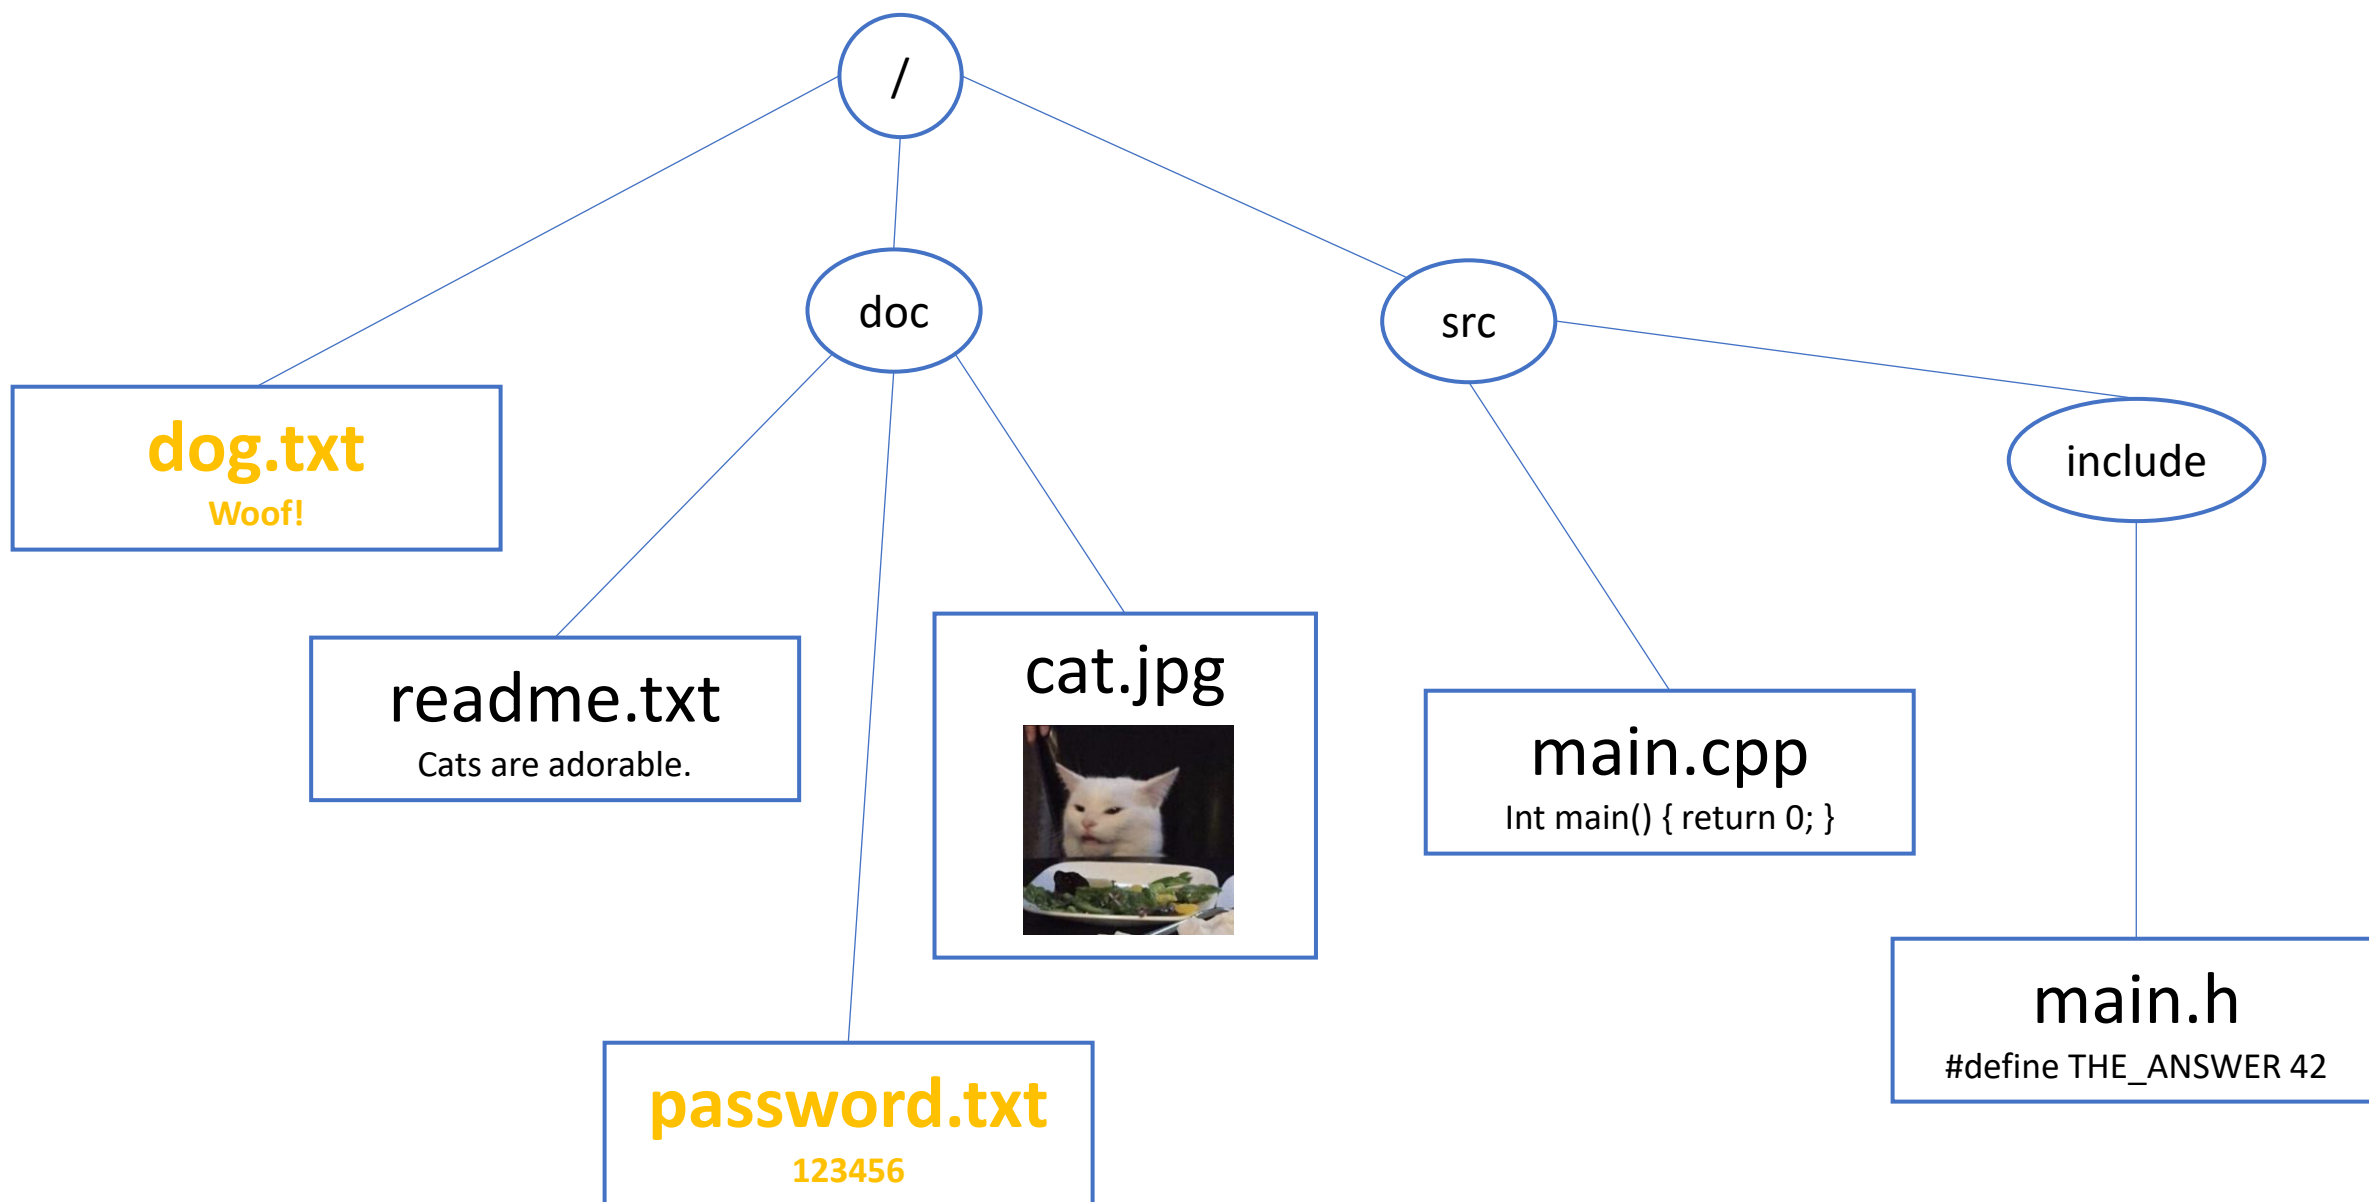 /
doc
src
include
dog.txt
Woof!
readme.txt
Cats are adorable.
cat.jpg
main.cpp
Int main() { return 0; }
main.h
#define THE_ANSWER 42
password.txt
123456